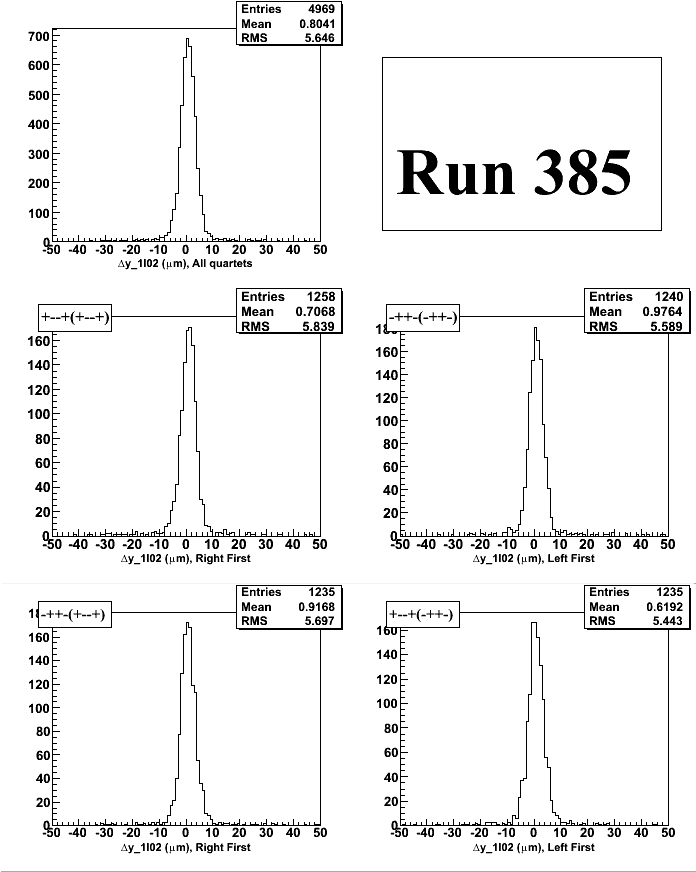 Entries 4969
Mean 0.8041
RMS 5.646
700
600
500
400
300
200
100
0
-50 -40 -30 -20 -10 0 10 20 30 40 50
Δy_1I02 (μm), All quartets
Run 385
+--+(+--+)
Entries 1258
Mean 0.7068
RMS 5.839
160
140
120
100
80
60
40
20
0
-50 -40 -30 -20 -10 0 10 20 30 40 50
Δy_1I02 (μm), Right First
-++-(-++-)
Entries 1240
Mean 0.9764
RMS 5.589
160
140
120
100
80
60
40
20
0
-50 -40 -30 -20 -10 0 10 20 30 40 50
Δy_1I02 (μm), Left First
-++-(+--+)
Entries 1235
Mean 0.9168
RMS 5.697
160
140
120
100
80
60
40
20
0
-50 -40 -30 -20 -10 0 10 20 30 40 50
Δy_1I02 (μm), Right First
+--+(-++-)
Entries 1235
Mean 0.6192
RMS 5.443
160
140
120
100
80
60
40
20
0
-50 -40 -30 -20 -10 0 10 20 30 40 50
Δy_1I02 (μm), Left First